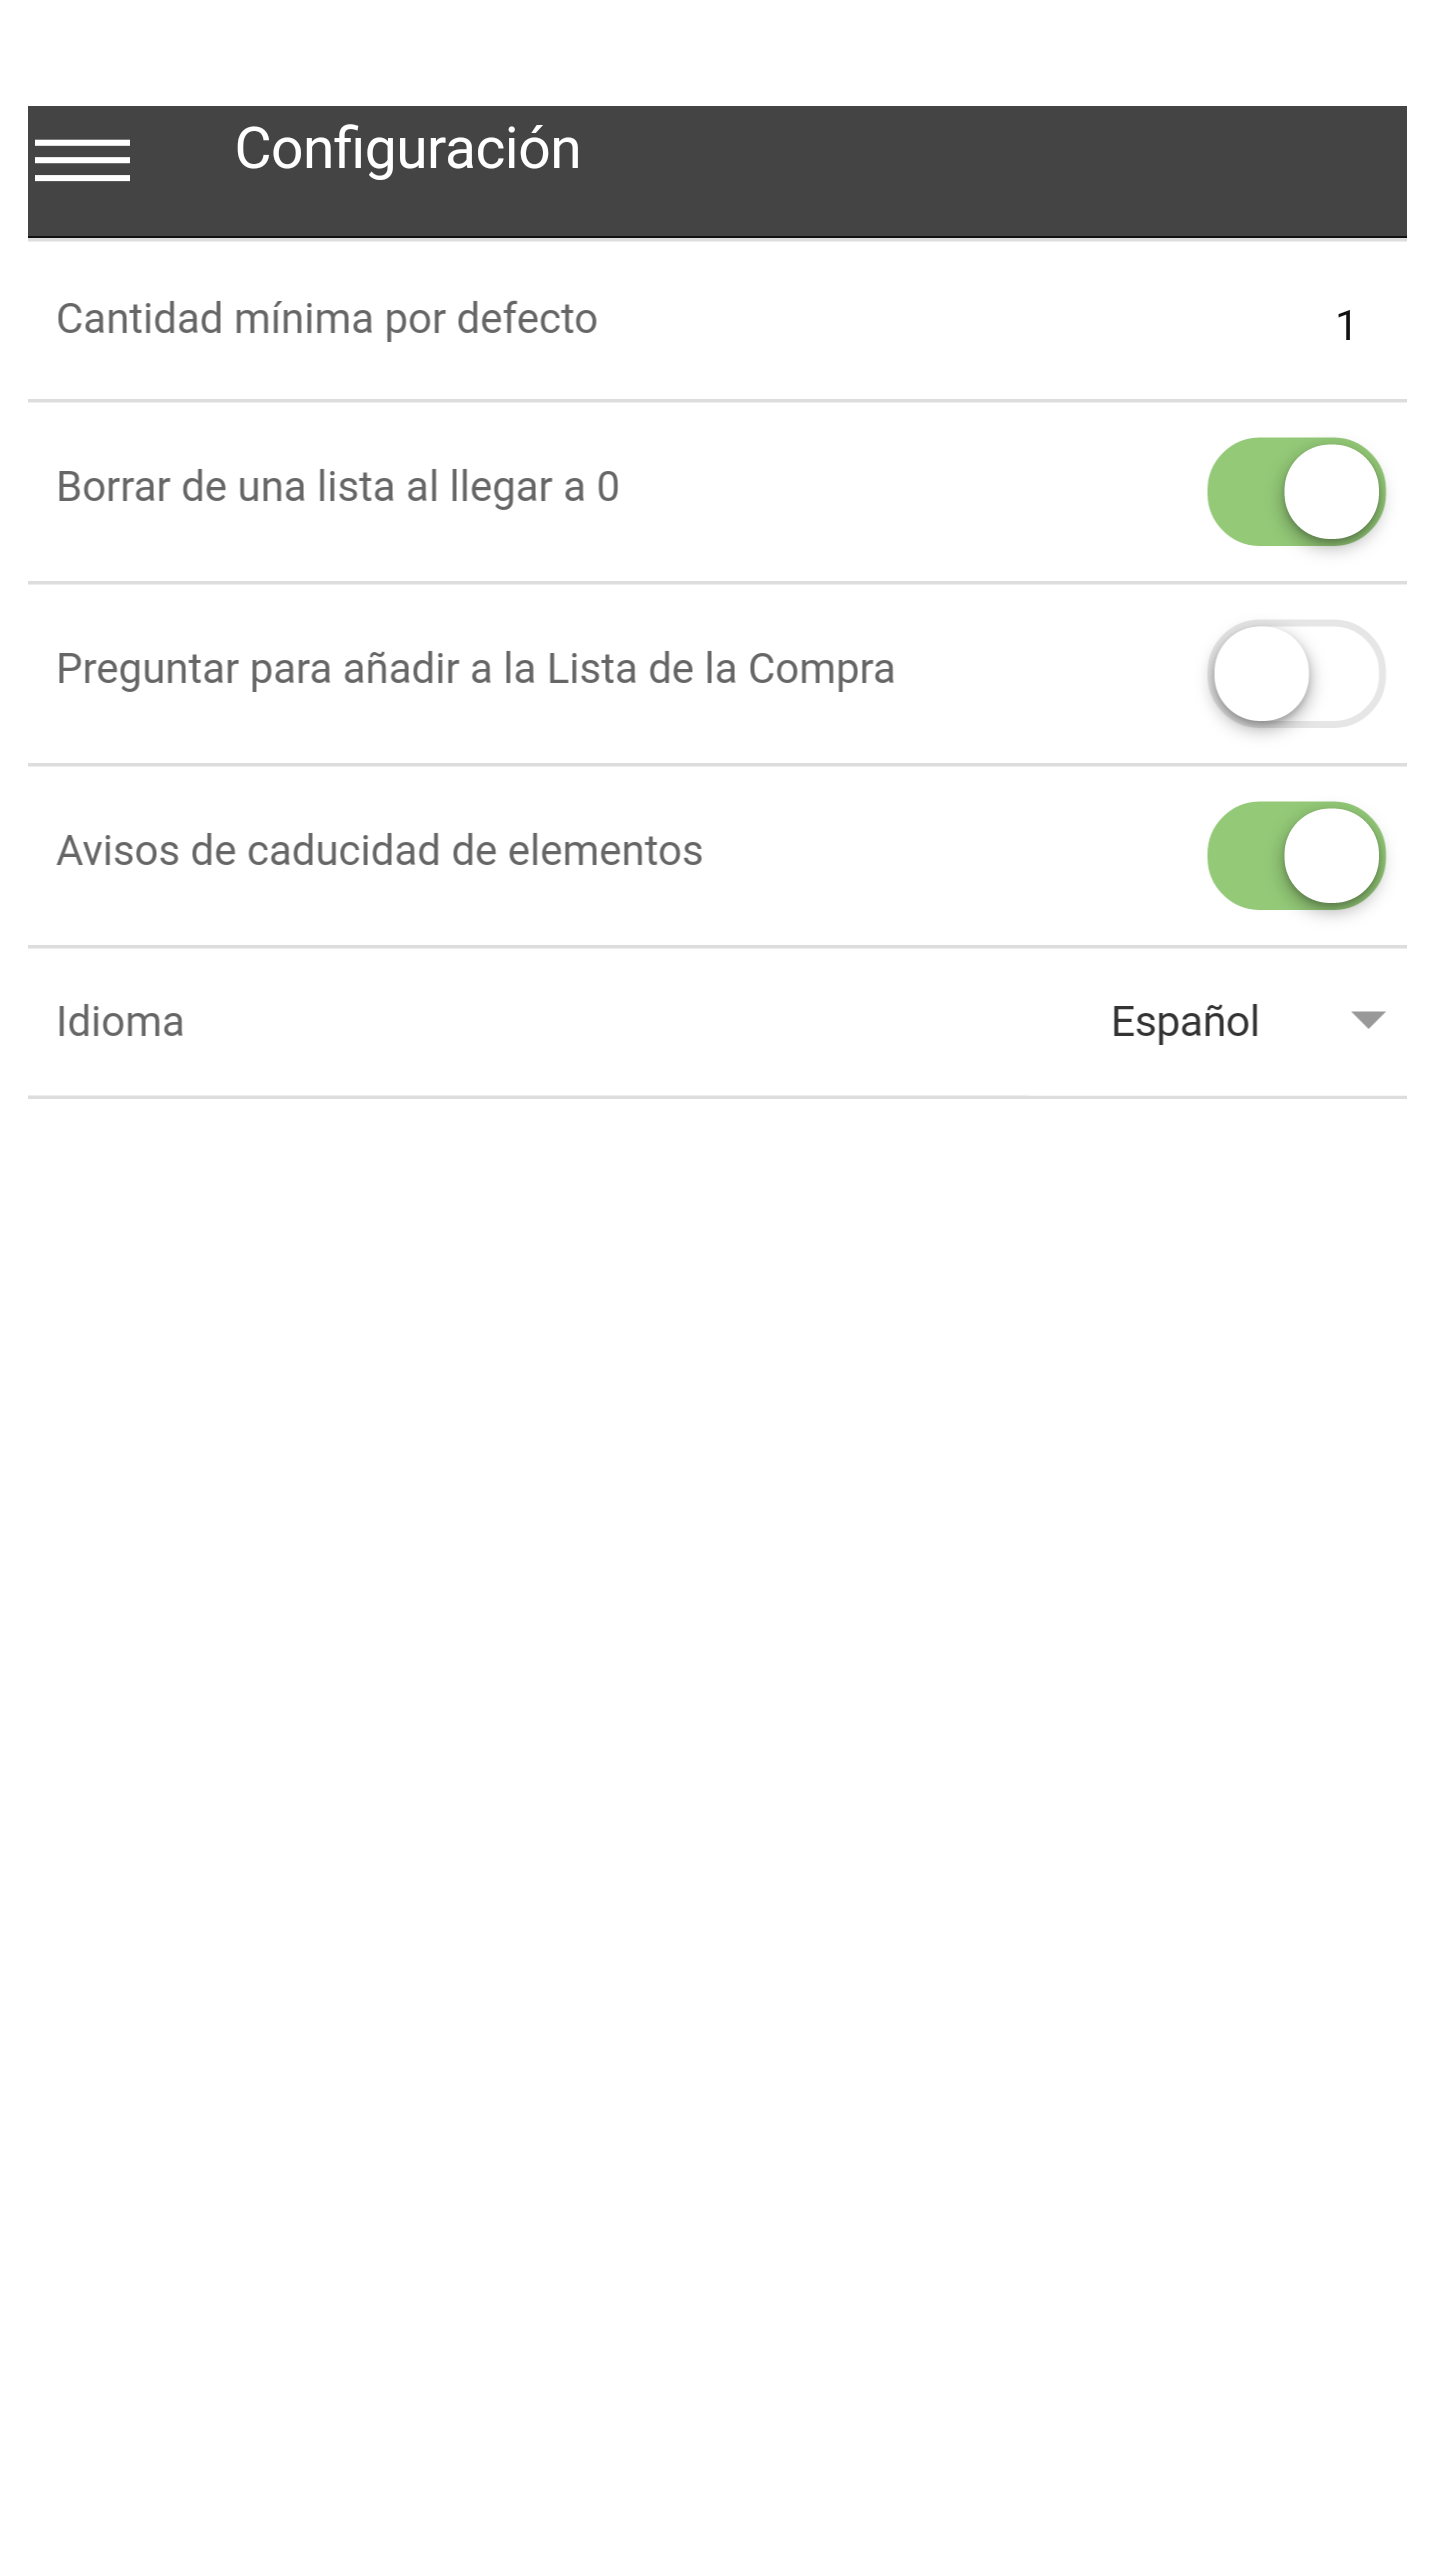 Configuración
Cantidad mínima por defecto 1
Borrar de una lista al llegar a 0
Preguntar para añadir a la Lista de la Compra
Avisos de caducidad de elementos
Idioma Español